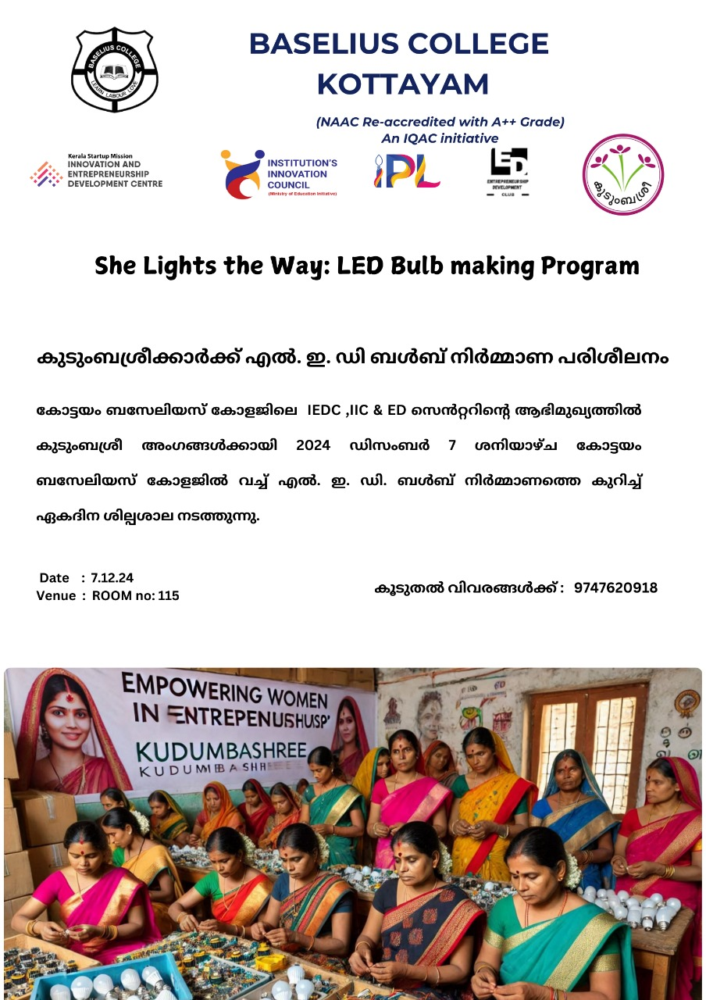 BASELIUS COLLEGE
KOTTAYAM
BASELIUS COLLEGE
LEARN LABOUR LOVE
(NAAC Re-accredited with A++ Grade)
An IQAC initiative
Kerala Startup Mission
INNOVATION AND
ENTREPRENEURSHIP
DEVELOPMENT CENTRE
INSTITUTION'S
INNOVATION
COUNCIL
(Ministry of Education Initiative)
IPL
LED
ENTREPRENEURSHIP
DEVELOPMENT
CLUB
കുടുംബശ്രീ
She Lights the Way: LED Bulb making Program
കുടുംബശ്രീക്കാർക്ക് എൽ. ഇ. ഡി ബൾബ് നിർമ്മാണ പരിശീലനം
കോട്ടയം ബസേലിയസ് കോളജിലെ IEDC ,IIC & ED സെൻറ്ററിന്റെ ആഭിമുഖ്യത്തിൽ
കുടുംബശ്രീ അംഗങ്ങൾക്കായി 2024 ഡിസംബർ 7 ശനിയാഴ്ച കോട്ടയം
ബസേലിയസ് കോളജിൽ വച്ച് എൽ. ഇ. ഡി. ബൾബ് നിർമ്മാണത്തെ കുറിച്ച്
ഏകദിന ശില്പശാല നടത്തുന്നു.
Date : 7.12.24
Venue : ROOM no: 115
കൂടുതൽ വിവരങ്ങൾക്ക് : 9747620918
EMPOWERING WOMEN
IN ENTREPENUSHUSP'
KUDUMBASHREE